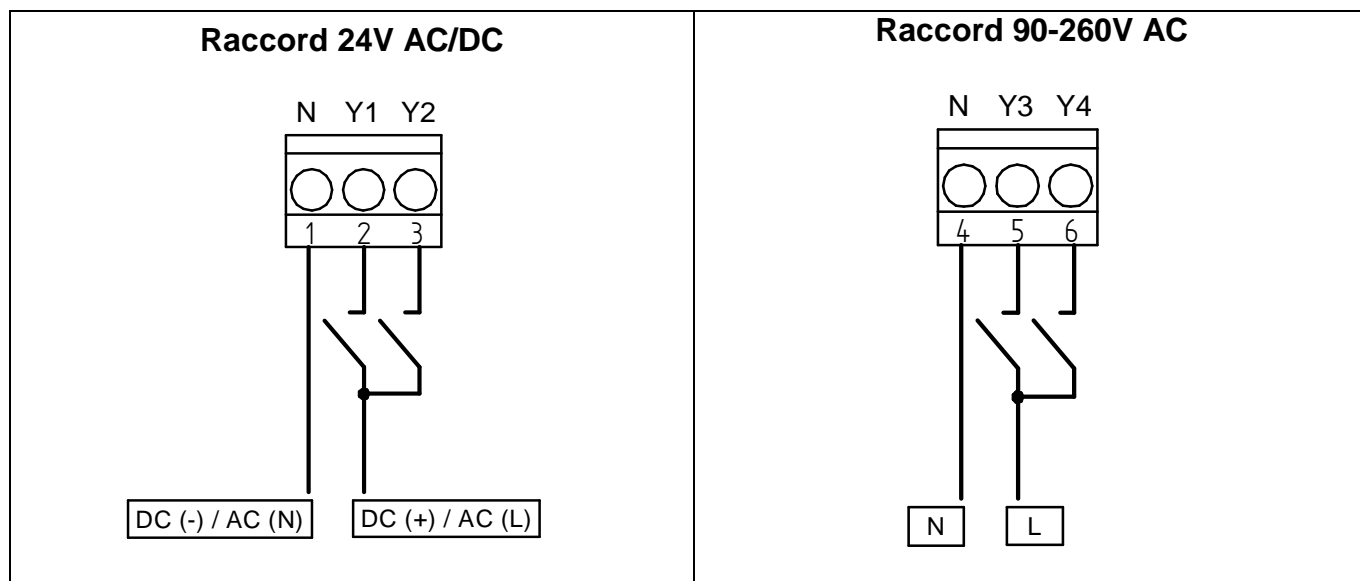 Raccord 24V AC/DC
N Y1 Y2
1 2 3
DC (-) / AC (N) DC (+) / AC (L)
Raccord 90-260V AC
N Y3 Y4
4 5 6
N L